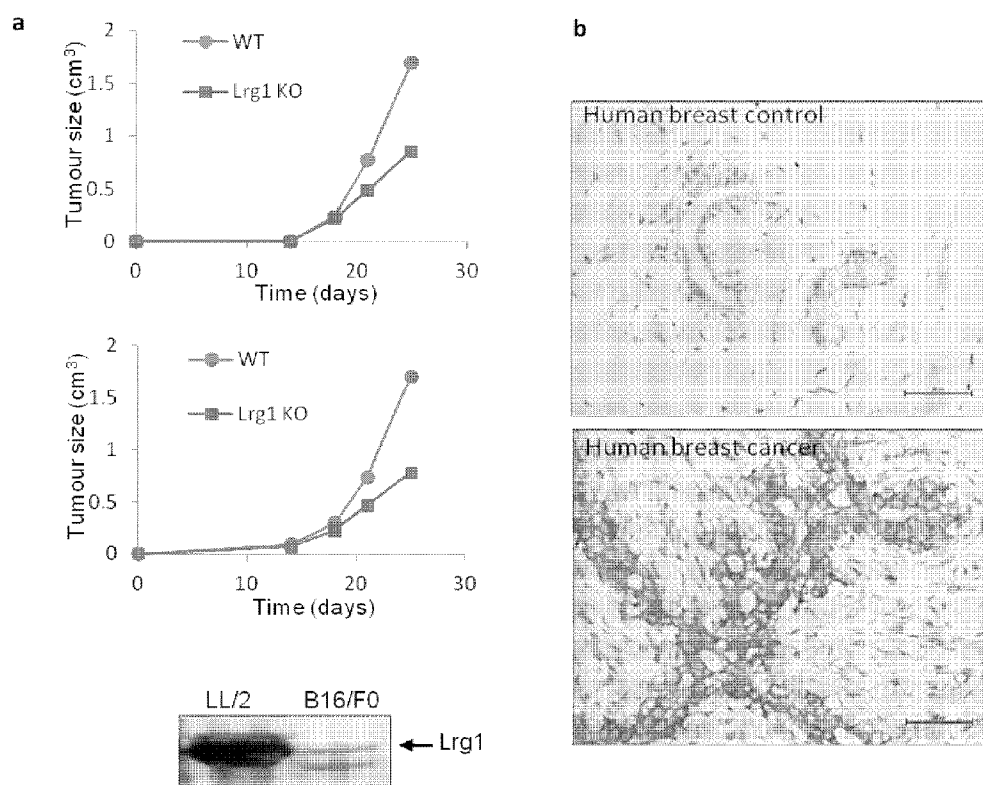 a
2
1.5
1
0.5
0
Tumour size (cm³)
WT
Lrg1 KO
0 10 20 30
Time (days)
2
1.5
1
0.5
0
Tumour size (cm³)
WT
Lrg1 KO
0 10 20 30
Time (days)
LL/2 B16/F0
Lrg1
b
Human breast control
Human breast cancer